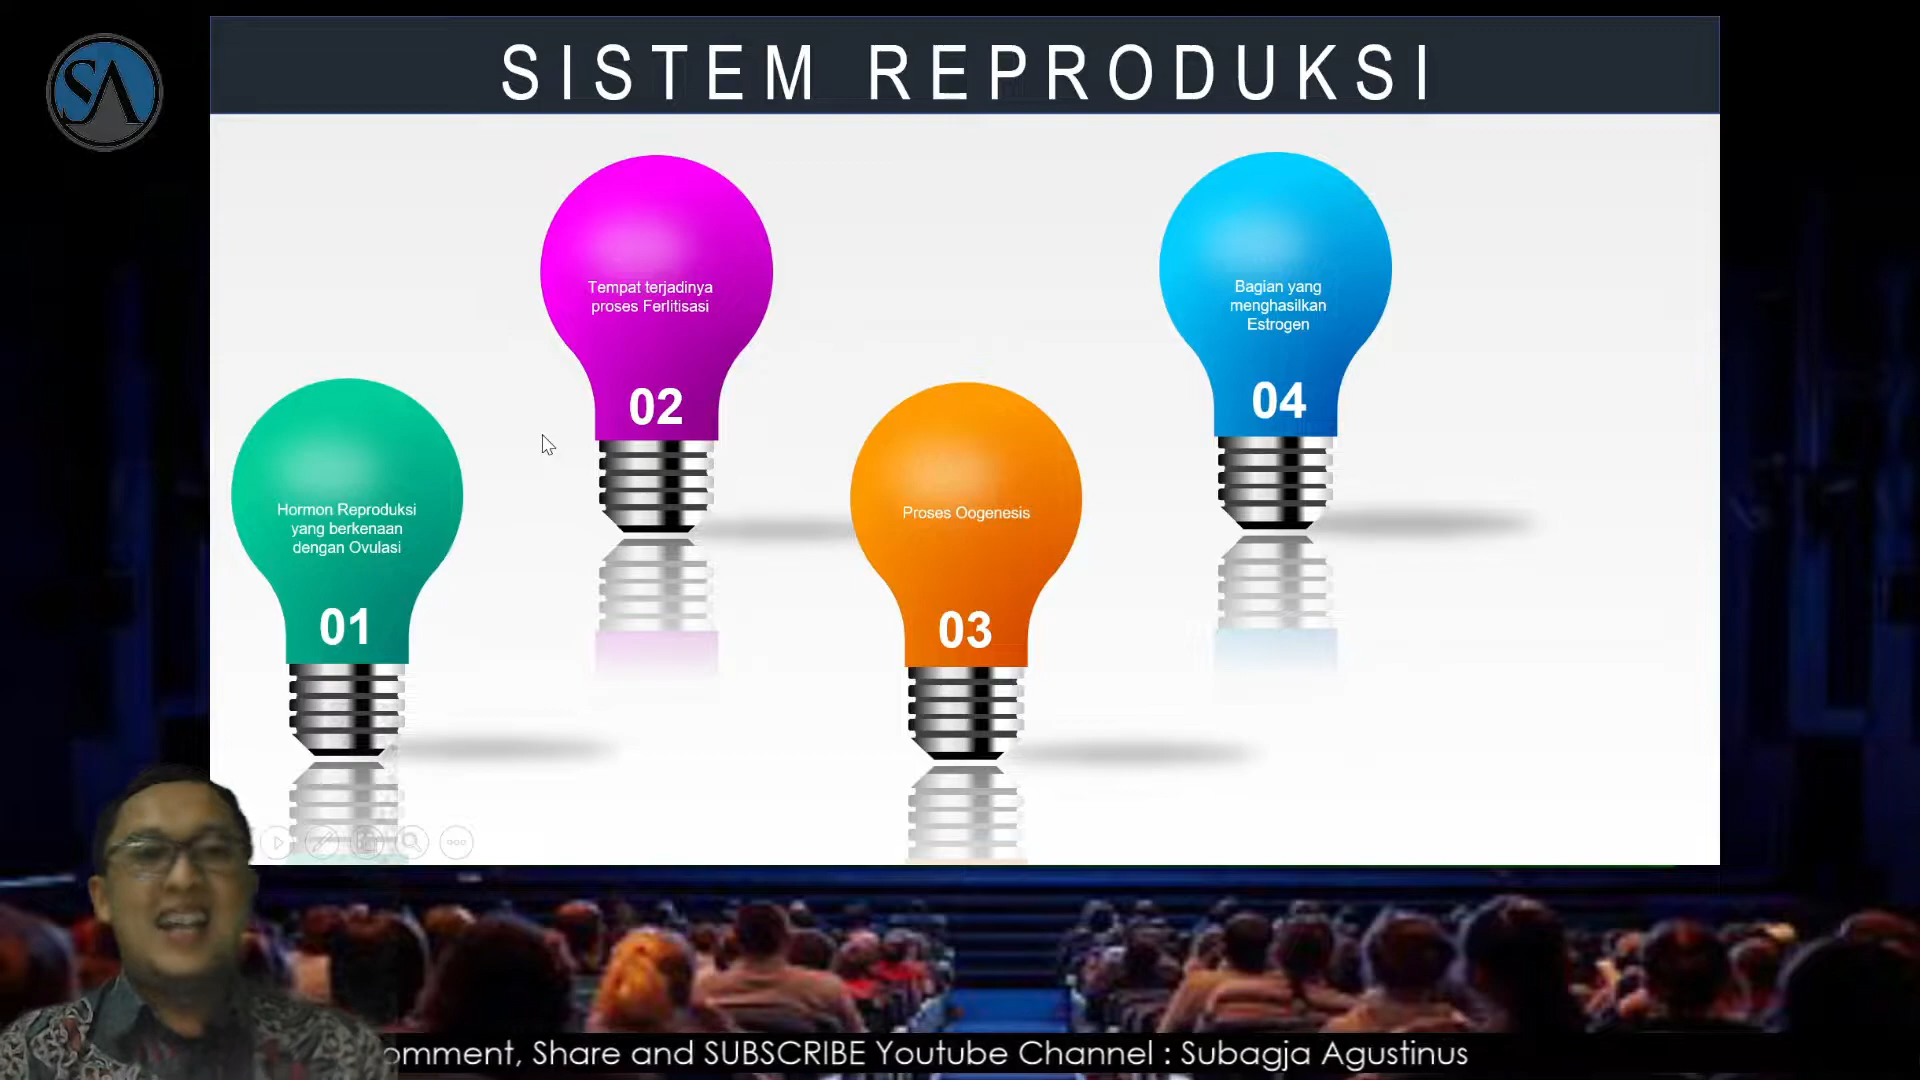 SA
SISTEM REPRODUKSI
Hormon Reproduksi
yang berkenaan
dengan Ovulasi
01
Tempat terjadinya
proses Ferlitisasi
02
Proses Oogenesis
03
Bagian yang
menghasilkan
Estrogen
04
omment, Share and SUBSCRIBE Youtube Channel : Subagja Agustinus